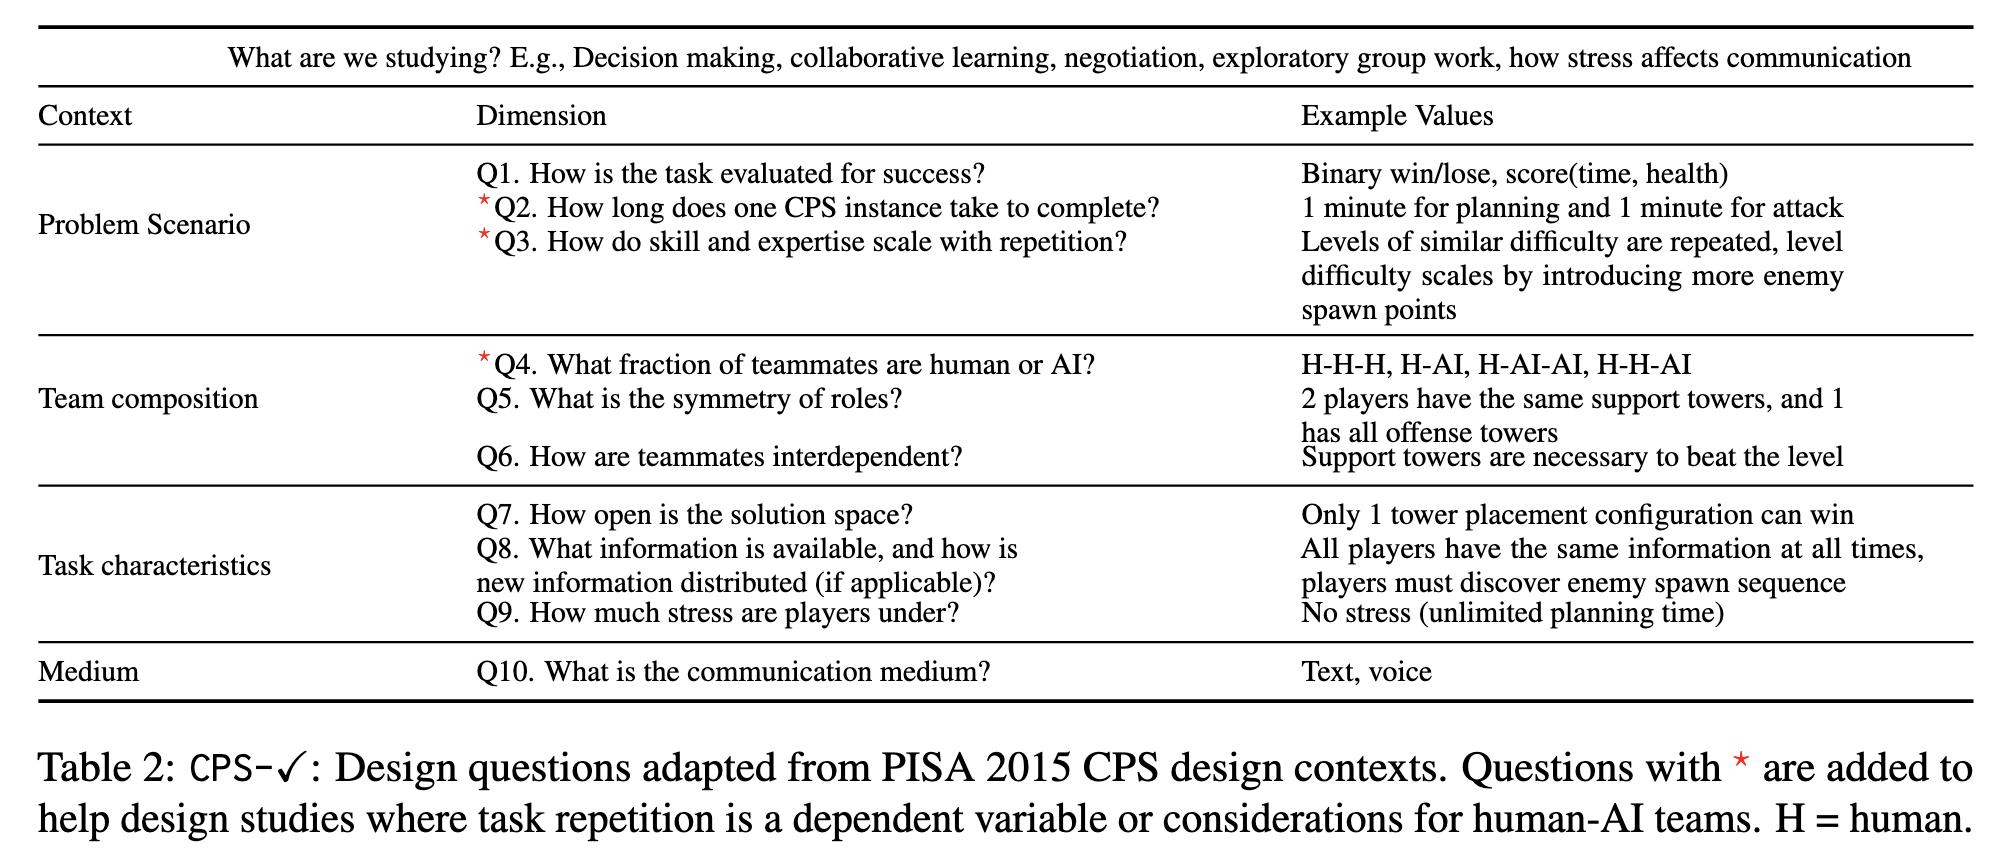 What are we studying? E.g., Decision making, collaborative learning, negotiation, exploratory group work, how stress affects communication
Context Dimension Example Values
Problem Scenario
Q1. How is the task evaluated for success? Binary win/lose, score(time, health)
*Q2. How long does one CPS instance take to complete? 1 minute for planning and 1 minute for attack
*Q3. How do skill and expertise scale with repetition? Levels of similar difficulty are repeated, level
difficulty scales by introducing more enemy
spawn points
Team composition
*Q4. What fraction of teammates are human or AI? H-H-H, H-AI, H-AI-AI, H-H-AI
Q5. What is the symmetry of roles? 2 players have the same support towers, and 1
has all offense towers
Q6. How are teammates interdependent? Support towers are necessary to beat the level
Task characteristics
Q7. How open is the solution space? Only 1 tower placement configuration can win
Q8. What information is available, and how is All players have the same information at all times,
new information distributed (if applicable)? players must discover enemy spawn sequence
Q9. How much stress are players under? No stress (unlimited planning time)
Medium Q10. What is the communication medium? Text, voice
Table 2: CPS-✓: Design questions adapted from PISA 2015 CPS design contexts. Questions with * are added to
help design studies where task repetition is a dependent variable or considerations for human-AI teams. H = human.